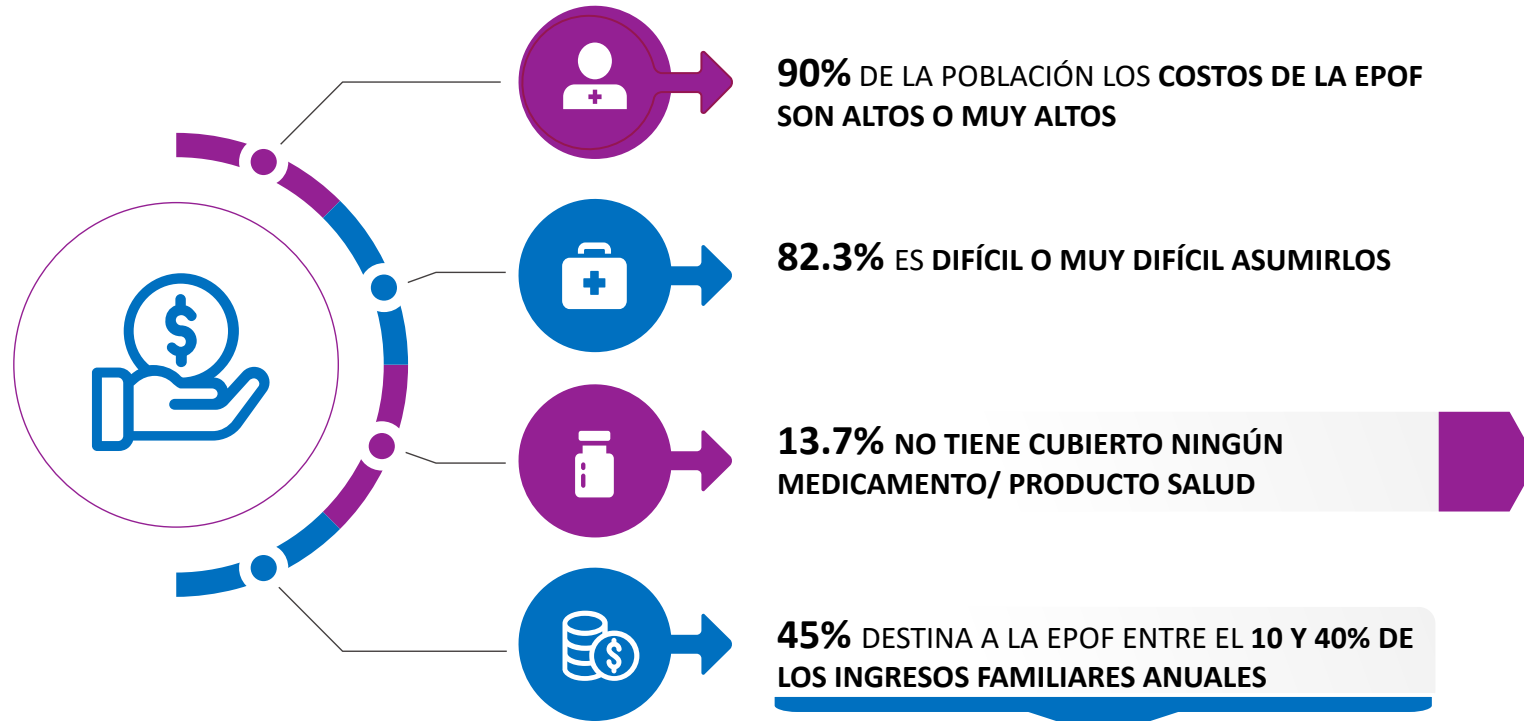 90% DE LA POBLACIÓN LOS COSTOS DE LA EPOF
SON ALTOS O MUY ALTOS
82.3% ES DIFÍCIL O MUY DIFÍCIL ASUMIRLOS
13.7% NO TIENE CUBIERTO NINGÚN
MEDICAMENTO/ PRODUCTO SALUD
45% DESTINA A LA EPOF ENTRE EL 10 Y 40% DE
LOS INGRESOS FAMILIARES ANUALES
$
$